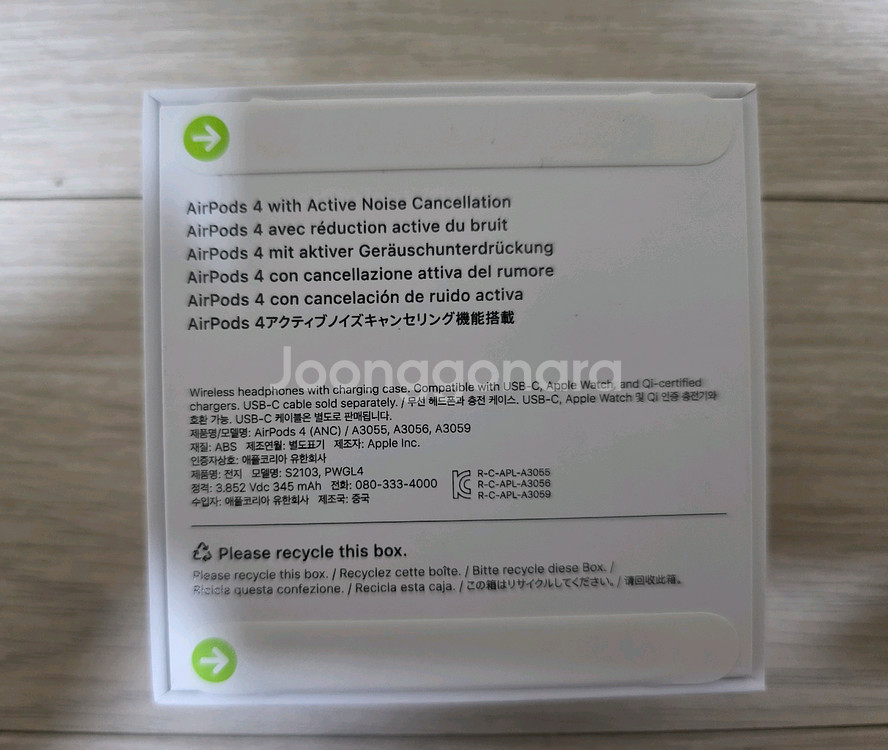 AirPods 4 with Active Noise Cancellation
AirPods 4 avec réduction active du bruit
AirPods 4 mit aktiver Geräuschunterdrückung
AirPods 4 con cancellazione attiva del rumore
AirPods 4 con cancelación de ruido activa
AirPods 4アクティブノイズキャンセリング機能搭載
Joonggonara
Wireless headphones with charging case. Compatible with USB-C, Apple Watch, and Qi-certified
chargers. USB-C cable sold separately. / 무선 헤드폰과 충전 케이스. USB-C, Apple Watch 및 Qi 인증 충전기와
호환 가능. USB-C 케이블은 별도로 판매됩니다.
제품명/모델명: AirPods 4 (ANC) / A3055, A3056, A3059
재질: ABS 제조연월: 별도표기 제조자: Apple Inc.
인증자상호: 애플코리아 유한회사
제품명: 전지 모델명: S2103, PWGL4
정격: 3.852 Vdc 345 mAh 전화: 080-333-4000
수입자: 애플코리아 유한회사 제조국: 중국
R-C-APL-A3055
R-C-APL-A3056
R-C-APL-A3059
Please recycle this box.
Please recycle this box. / Recyclez cette boîte. / Bitte recycle diese Box. /
Ricicla questa confezione. / Recicla esta caja. / この箱はリサイクルしてください。/ 请回收此箱。